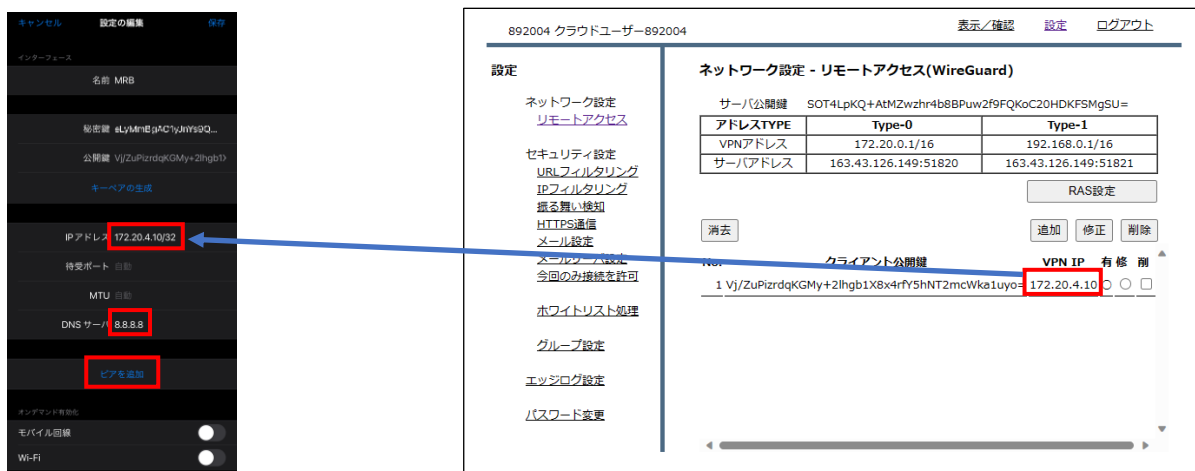 キャンセル 設定の編集 保存
インターフェース
名前 MRB
秘密鍵
公開鍵 Vj/ZuPizrdqKGMy+2lhgb1X
キーペアの生成
IPアドレス 172.20.4.10/32
待受ポート 自動
MTU 自動
DNS サーバ 8.8.8.8
ピアを追加
オンデマンド有効化
モバイル回線
Wi-Fi
892004 クラウドユーザー892004 表示／確認 設定 ログアウト
設定
ネットワーク設定
リモートアクセス
セキュリティ設定
URLフィルタリング
IPフィルタリング
振る舞い検知
HTTPS通信
メール設定
メールサーバ設定
今回のみ接続を許可
ホワイトリスト処理
グループ設定
エッジログ設定
パスワード変更
ネットワーク設定 - リモートアクセス(WireGuard)
サーバ公開鍵 SOT4LpKQ+AtMZwzhr4b8BPuw2f9FQKoC20HDKFSMgSU=
アドレスTYPE Type-0 Type-1
VPNアドレス 172.20.0.1/16 192.168.0.1/16
サーバアドレス 163.43.126.149:51820 163.43.126.149:51821
RAS設定
消去 追加 修正 削除
No. クライアント公開鍵 VPN IP 有 修 削
1 Vj/ZuPizrdqKGMy+2lhgb1X8x4rfY5hNT2mcWka1uyo= 172.20.4.10